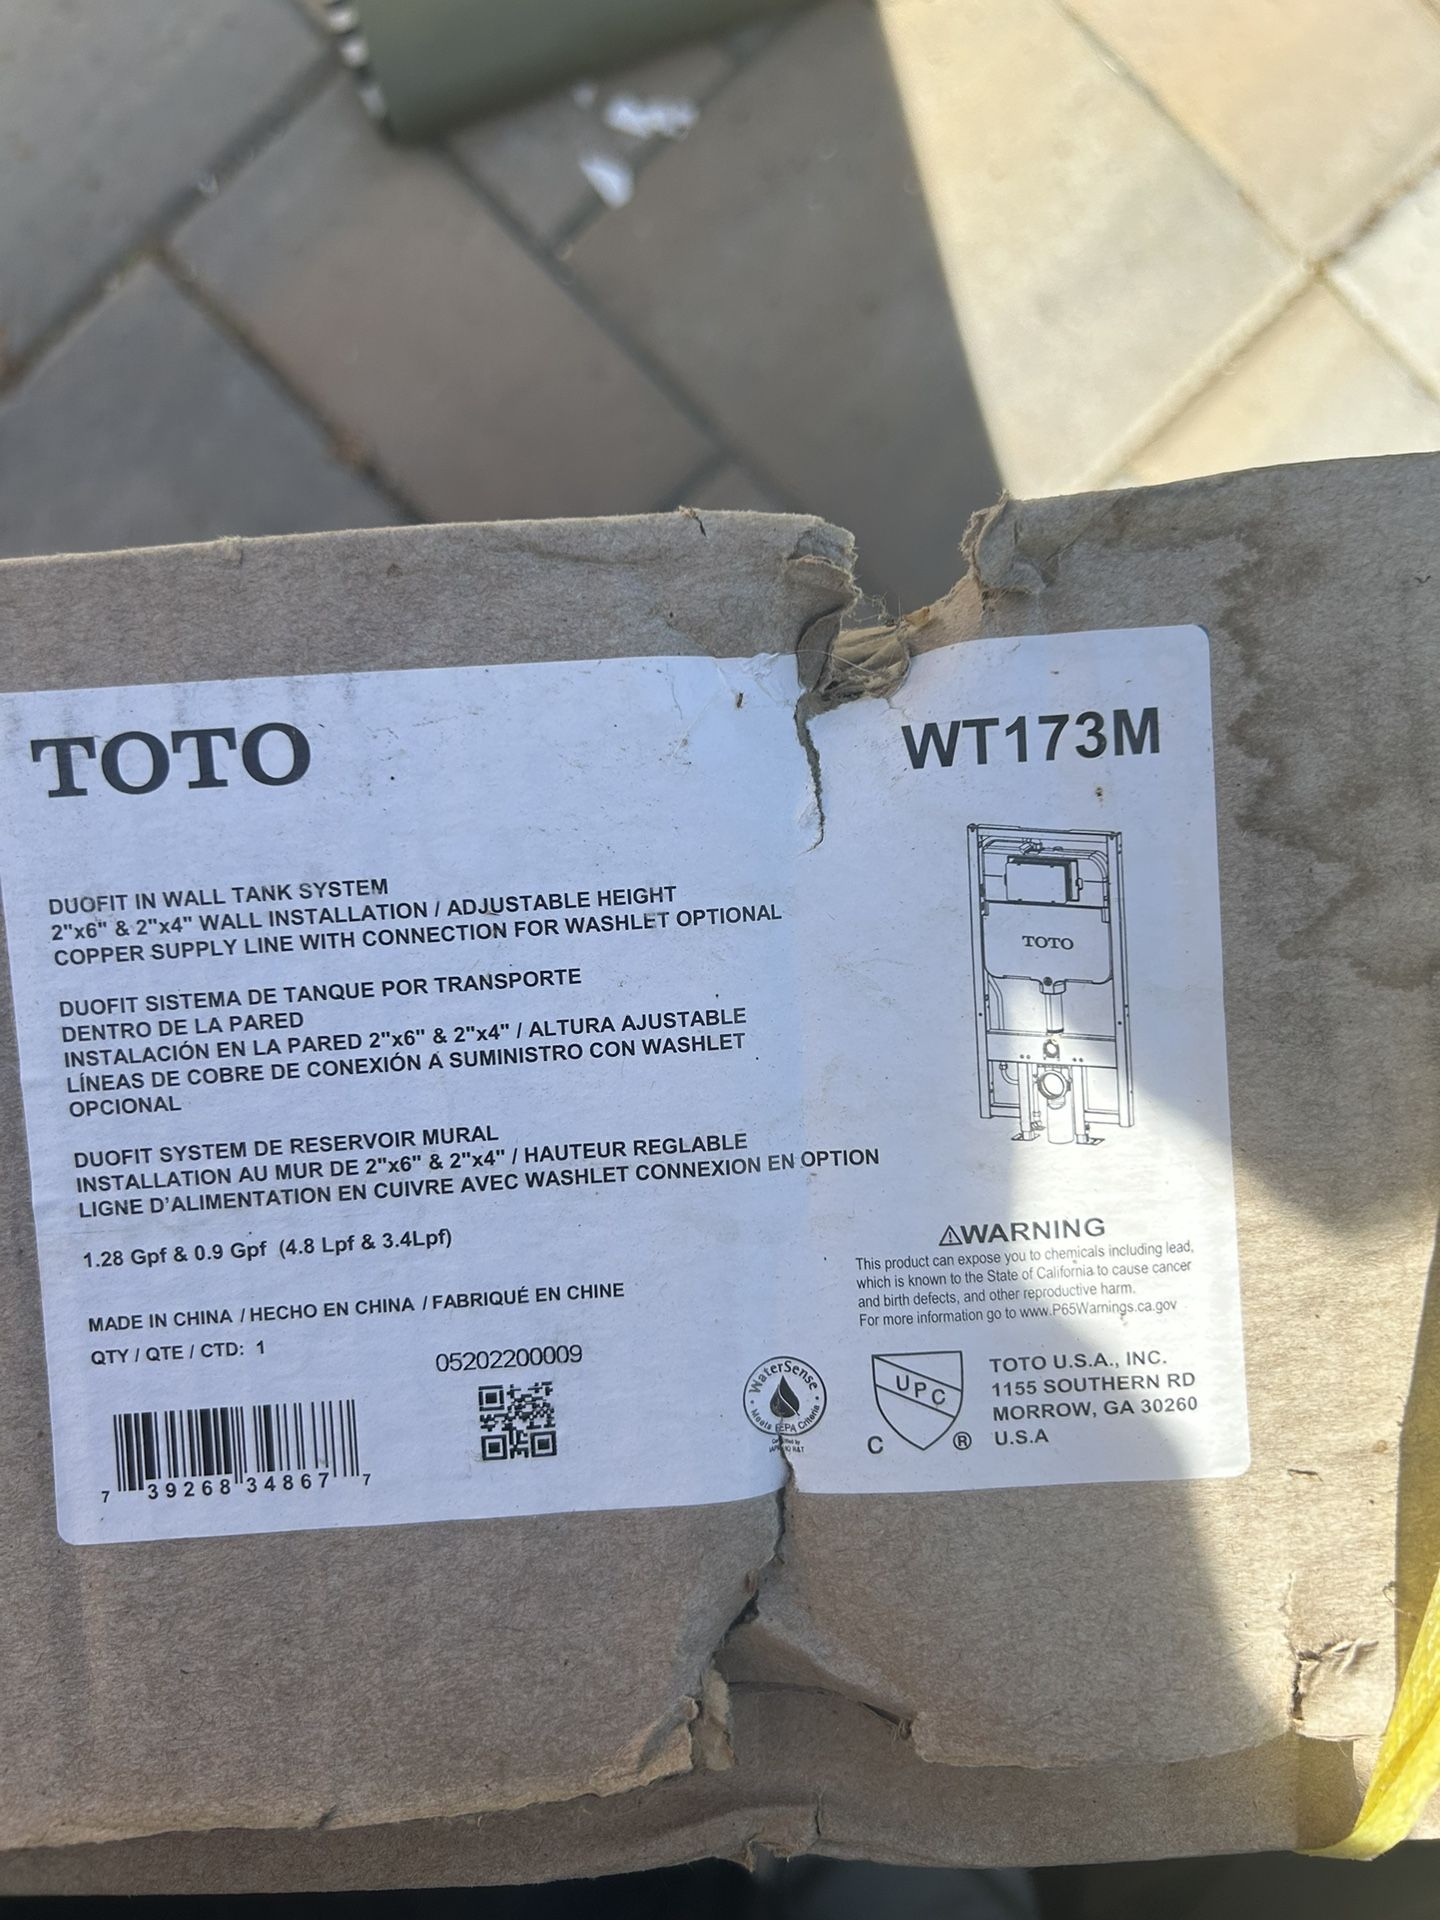 TOTO
WT173M
DUOFIT IN WALL TANK SYSTEM
2"x6" & 2"x4" WALL INSTALLATION / ADJUSTABLE HEIGHT
COPPER SUPPLY LINE WITH CONNECTION FOR WASHLET OPTIONAL
DUOFIT SISTEMA DE TANQUE POR TRANSPORTE
DENTRO DE LA PARED
INSTALACIÓN EN LA PARED 2"x6" & 2"x4" / ALTURA AJUSTABLE
LÍNEAS DE COBRE DE CONEXIÓN A SUMINISTRO CON WASHLET
OPCIONAL
DUOFIT SYSTEM DE RESERVOIR MURAL
INSTALLATION AU MUR DE 2"x6" & 2"x4" / HAUTEUR REGLABLE
LIGNE D'ALIMENTATION EN CUIVRE AVEC WASHLET CONNEXION EN OPTION
1.28 Gpf & 0.9 Gpf (4.8 Lpf & 3.4Lpf)
MADE IN CHINA / HECHO EN CHINA / FABRIQUÉ EN CHINE
QTY / QTE / CTD: 1
05202200009
7 39268 34867 7
TOTO
⚠WARNING
This product can expose you to chemicals including lead,
which is known to the State of California to cause cancer
and birth defects, and other reproductive harm.
For more information go to www.P65Warnings.ca.gov
WaterSense
Meets EPA Criteria
UPC
C ®
TOTO U.S.A., INC.
1155 SOUTHERN RD
MORROW, GA 30260
U.S.A